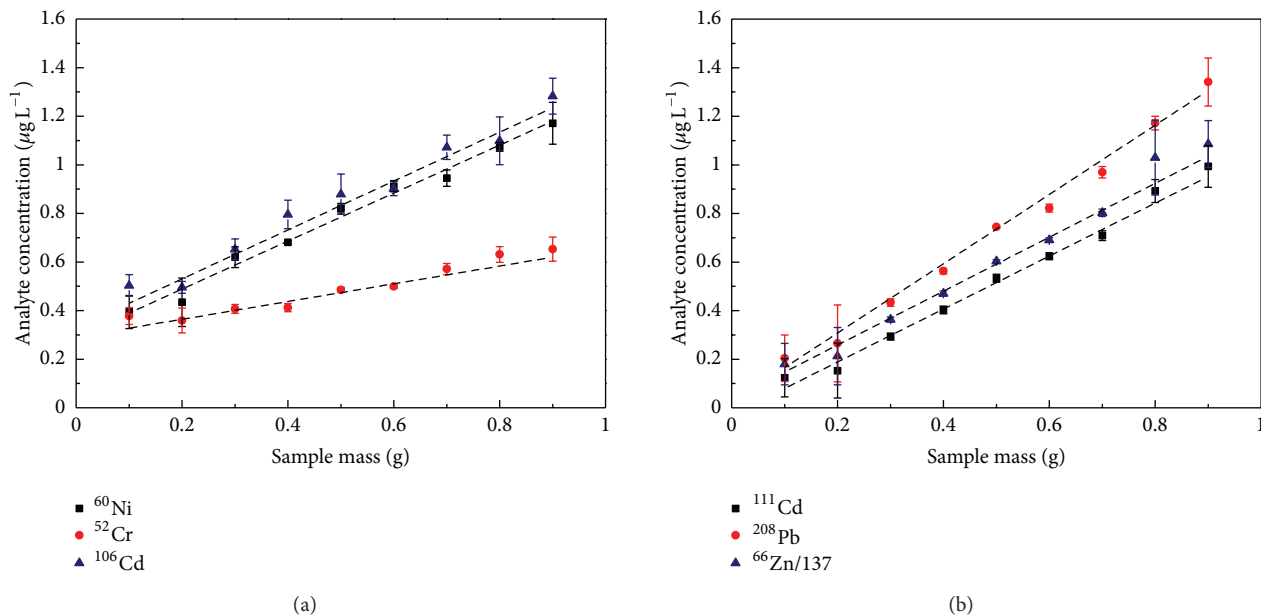 1.6
1.4
1.2
1
0.8
0.6
0.4
0.2
0
Analyte concentration (μg L⁻¹)
0 0.2 0.4 0.6 0.8 1
Sample mass (g)
⁶⁰Ni
⁵²Cr
¹⁰⁶Cd
(a)
1.6
1.4
1.2
1
0.8
0.6
0.4
0.2
0
Analyte concentration (μg L⁻¹)
0 0.2 0.4 0.6 0.8 1
Sample mass (g)
¹¹¹Cd
²⁰⁸Pb
⁶⁶Zn/137
(b)